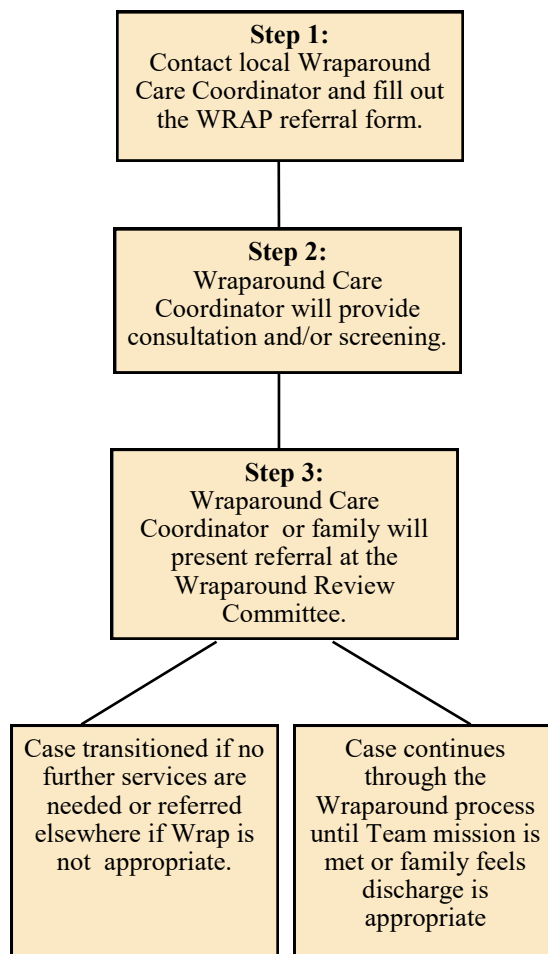 Step 1:
Contact local Wraparound
Care Coordinator and fill out
the WRAP referral form.
Step 2:
Wraparound Care
Coordinator will provide
consultation and/or screening.
Step 3:
Wraparound Care
Coordinator  or family will
present referral at the
Wraparound Review
Committee.
Case transitioned if no
further services are
needed or referred
elsewhere if Wrap is
not  appropriate.
Case continues
through the
Wraparound process
until Team mission is
met or family feels
discharge is
appropriate